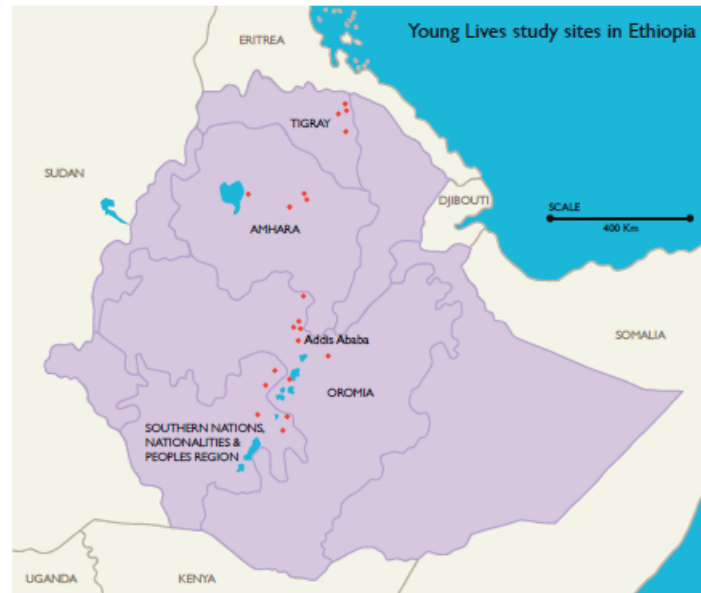 Young Lives study sites in Ethiopia
ERITREA
TIGRAY
SUDAN
DJIBOUTI
SCALE
400 Km
AMHARA
SOMALIA
Addis Ababa
OROMIA
SOUTHERN NATIONS,
NATIONALITIES &
PEOPLES REGION
UGANDA
KENYA